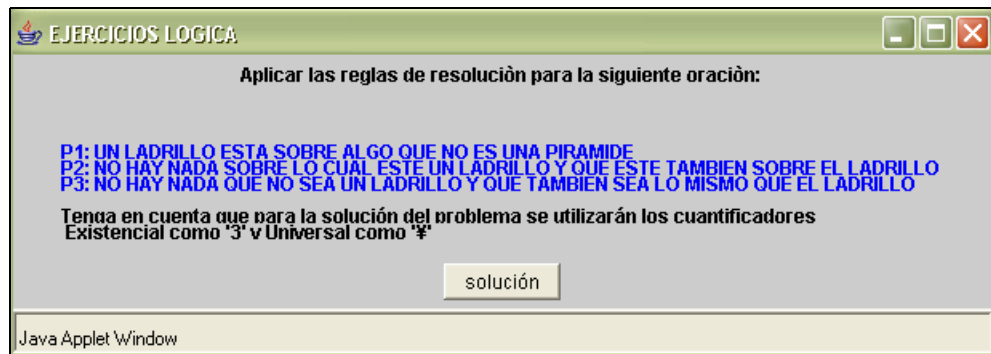 EJERCICIOS LOGICA
Aplicar las reglas de resoluciòn para la siguiente oraciòn:
P1: UN LADRILLO ESTA SOBRE ALGO QUE NO ES UNA PIRAMIDE
P2: NO HAY NADA SOBRE LO CUAL ESTE UN LADRILLO Y QUE ESTE TAMBIEN SOBRE EL LADRILLO
P3: NO HAY NADA QUE NO SEA UN LADRILLO Y QUE TAMBIEN SEA LO MISMO QUE EL LADRILLO
Tenga en cuenta que para la solución del problema se utilizarán los cuantificadores
Existencial como '3' y Universal como '¥'
solución
Java Applet Window